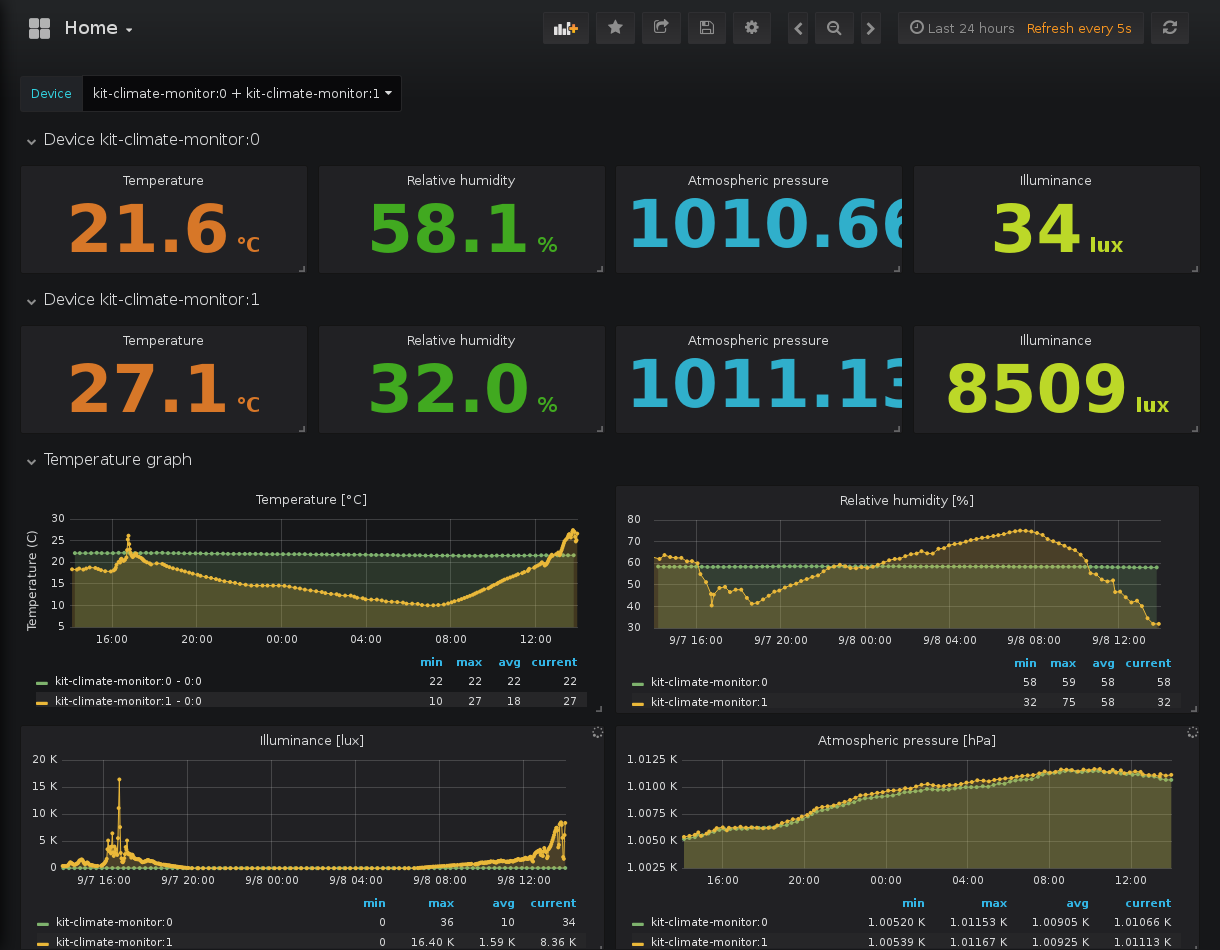 Home
Last 24 hours Refresh every 5s
Device kit-climate-monitor:0 + kit-climate-monitor:1
Device kit-climate-monitor:0
Temperature
21.6 °C
Relative humidity
58.1 %
Atmospheric pressure
1010.66
Illuminance
34 lux
Device kit-climate-monitor:1
Temperature
27.1 °C
Relative humidity
32.0 %
Atmospheric pressure
1011.13
Illuminance
8509 lux
Temperature graph
Temperature [°C]
Temperature (C)
30
25
20
15
10
5
16:00 20:00 00:00 04:00 08:00 12:00
min max avg current
kit-climate-monitor:0 - 0:0 22 22 22 22
kit-climate-monitor:1 - 0:0 10 27 18 27
Relative humidity [%]
80
70
60
50
40
30
9/7 16:00 9/7 20:00 9/8 00:00 9/8 04:00 9/8 08:00 9/8 12:00
min max avg current
kit-climate-monitor:0 58 59 58 58
kit-climate-monitor:1 32 75 58 32
Illuminance [lux]
20 K
15 K
10 K
5 K
0
9/7 16:00 9/7 20:00 9/8 00:00 9/8 04:00 9/8 08:00 9/8 12:00
min max avg current
kit-climate-monitor:0 0 36 10 34
kit-climate-monitor:1 0 16.40 K 1.59 K 8.36 K
Atmospheric pressure [hPa]
1.0125 K
1.0100 K
1.0075 K
1.0050 K
1.0025 K
16:00 20:00 00:00 04:00 08:00 12:00
min max avg current
kit-climate-monitor:0 1.00520 K 1.01153 K 1.00905 K 1.01066 K
kit-climate-monitor:1 1.00539 K 1.01167 K 1.00925 K 1.01113 K